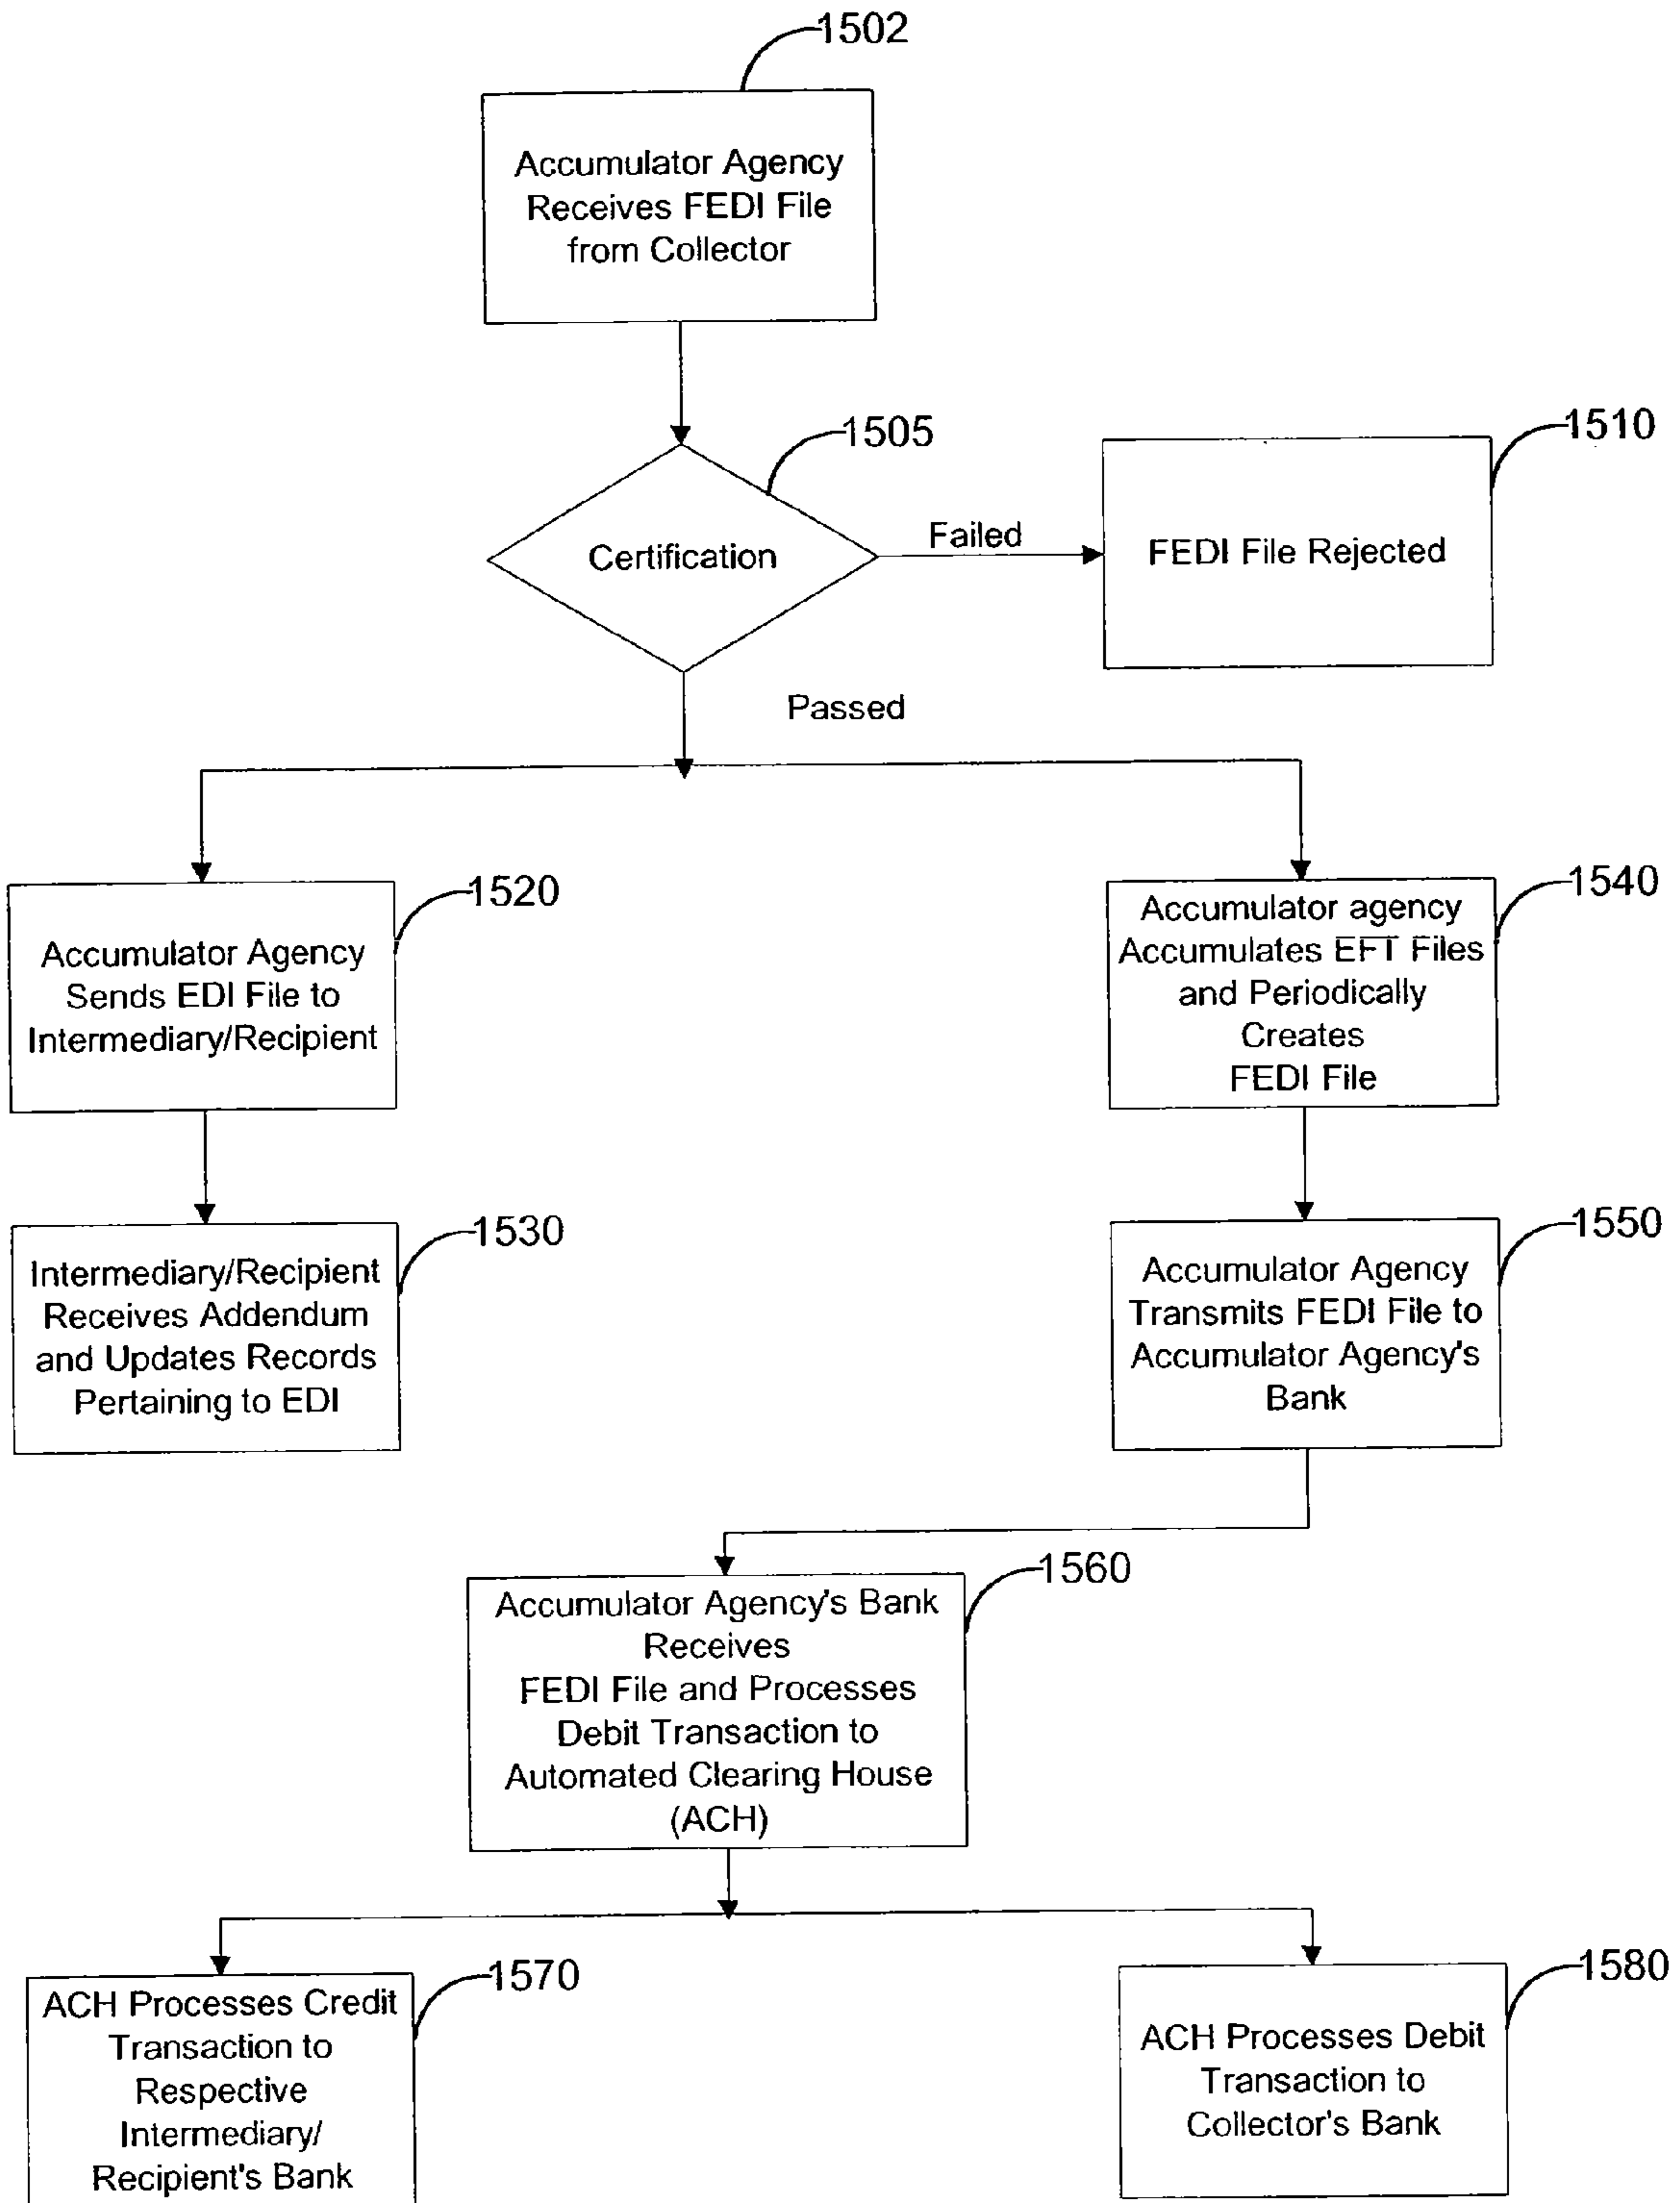 1502
Accumulator Agency
Receives FEDI File
from Collector
1505
Certification
Failed
1510
FEDI File Rejected
Passed
1520
Accumulator Agency
Sends EDI File to
Intermediary/Recipient
1540
Accumulator agency
Accumulates EFT Files
and Periodically
Creates
FEDI File
1530
Intermediary/Recipient
Receives Addendum
and Updates Records
Pertaining to EDI
1550
Accumulator Agency
Transmits FEDI File to
Accumulator Agency's
Bank
1560
Accumulator Agency's Bank
Receives
FEDI File and Processes
Debit Transaction to
Automated Clearing House
(ACH)
1570
ACH Processes Credit
Transaction to
Respective
Intermediary/
Recipient's Bank
1580
ACH Processes Debit
Transaction to
Collector's Bank